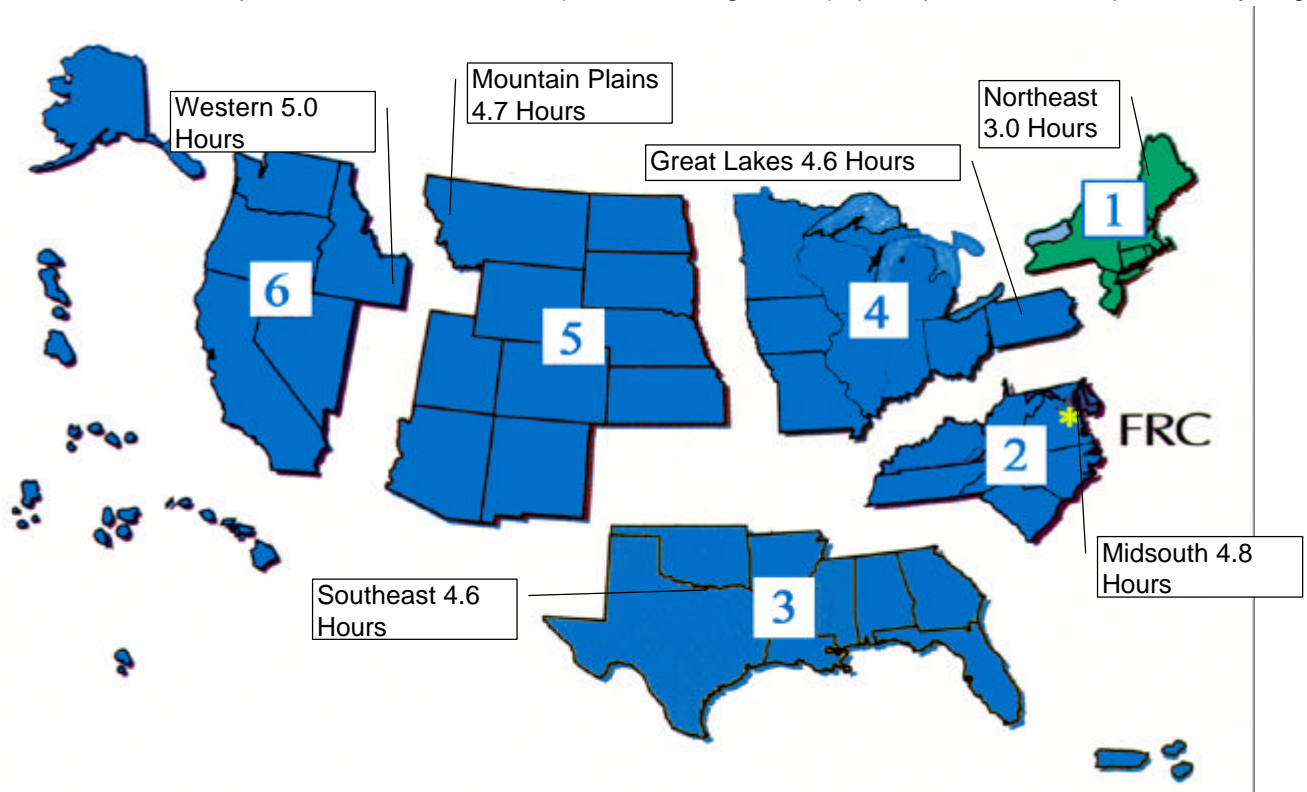 Mountain Plains
4.7 Hours
Western 5.0
Hours
Northeast
3.0 Hours
Great Lakes 4.6 Hours
1
6
4
5
FRC
2
Midsouth 4.8
Hours
Southeast 4.6
Hours
3